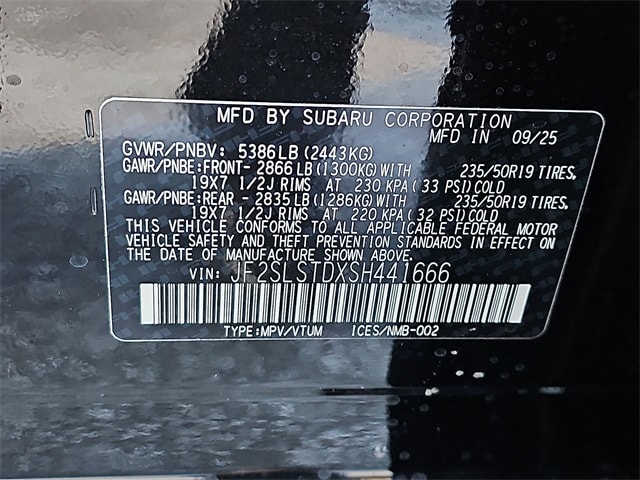 MFD BY SUBARU CORPORATION
MFD IN 09/25
GVWR/PNBV: 5386LB (2443KG)
GAWR/PNBE:FRONT- 2866 LB (1300KG) WITH 235/50R19 TIRES,
19X7 1/2J RIMS AT 230 KPA (33 PSI) COLD
GAWR/PNBE:REAR - 2835 LB (1286KG) WITH 235/50R19 TIRES,
19X7 1/2J RIMS AT 220 KPA (32 PSI) COLD
THIS VEHICLE CONFORMS TO ALL APPLICABLE FEDERAL MOTOR
VEHICLE SAFETY AND THEFT PREVENTION STANDARDS IN EFFECT ON
THE DATE OF MANUFACTURE SHOWN ABOVE.
VIN: JF2SLSTDXSH441666
TYPE:MPV/VTUM ICES/NMB-002